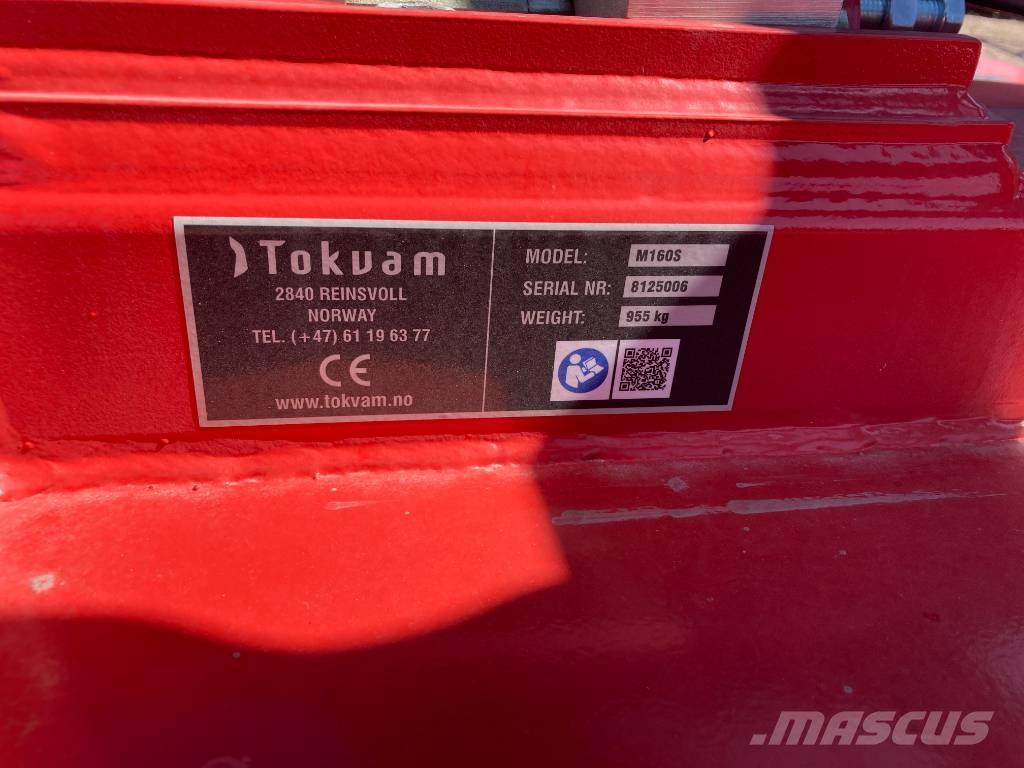 Tokvam
2840 REINSVOLL
NORWAY
TEL. (+47) 61 19 63 77
CE
www.tokvam.no
MODEL: M160S
SERIAL NR: 8125006
WEIGHT: 955 kg
MASCUS